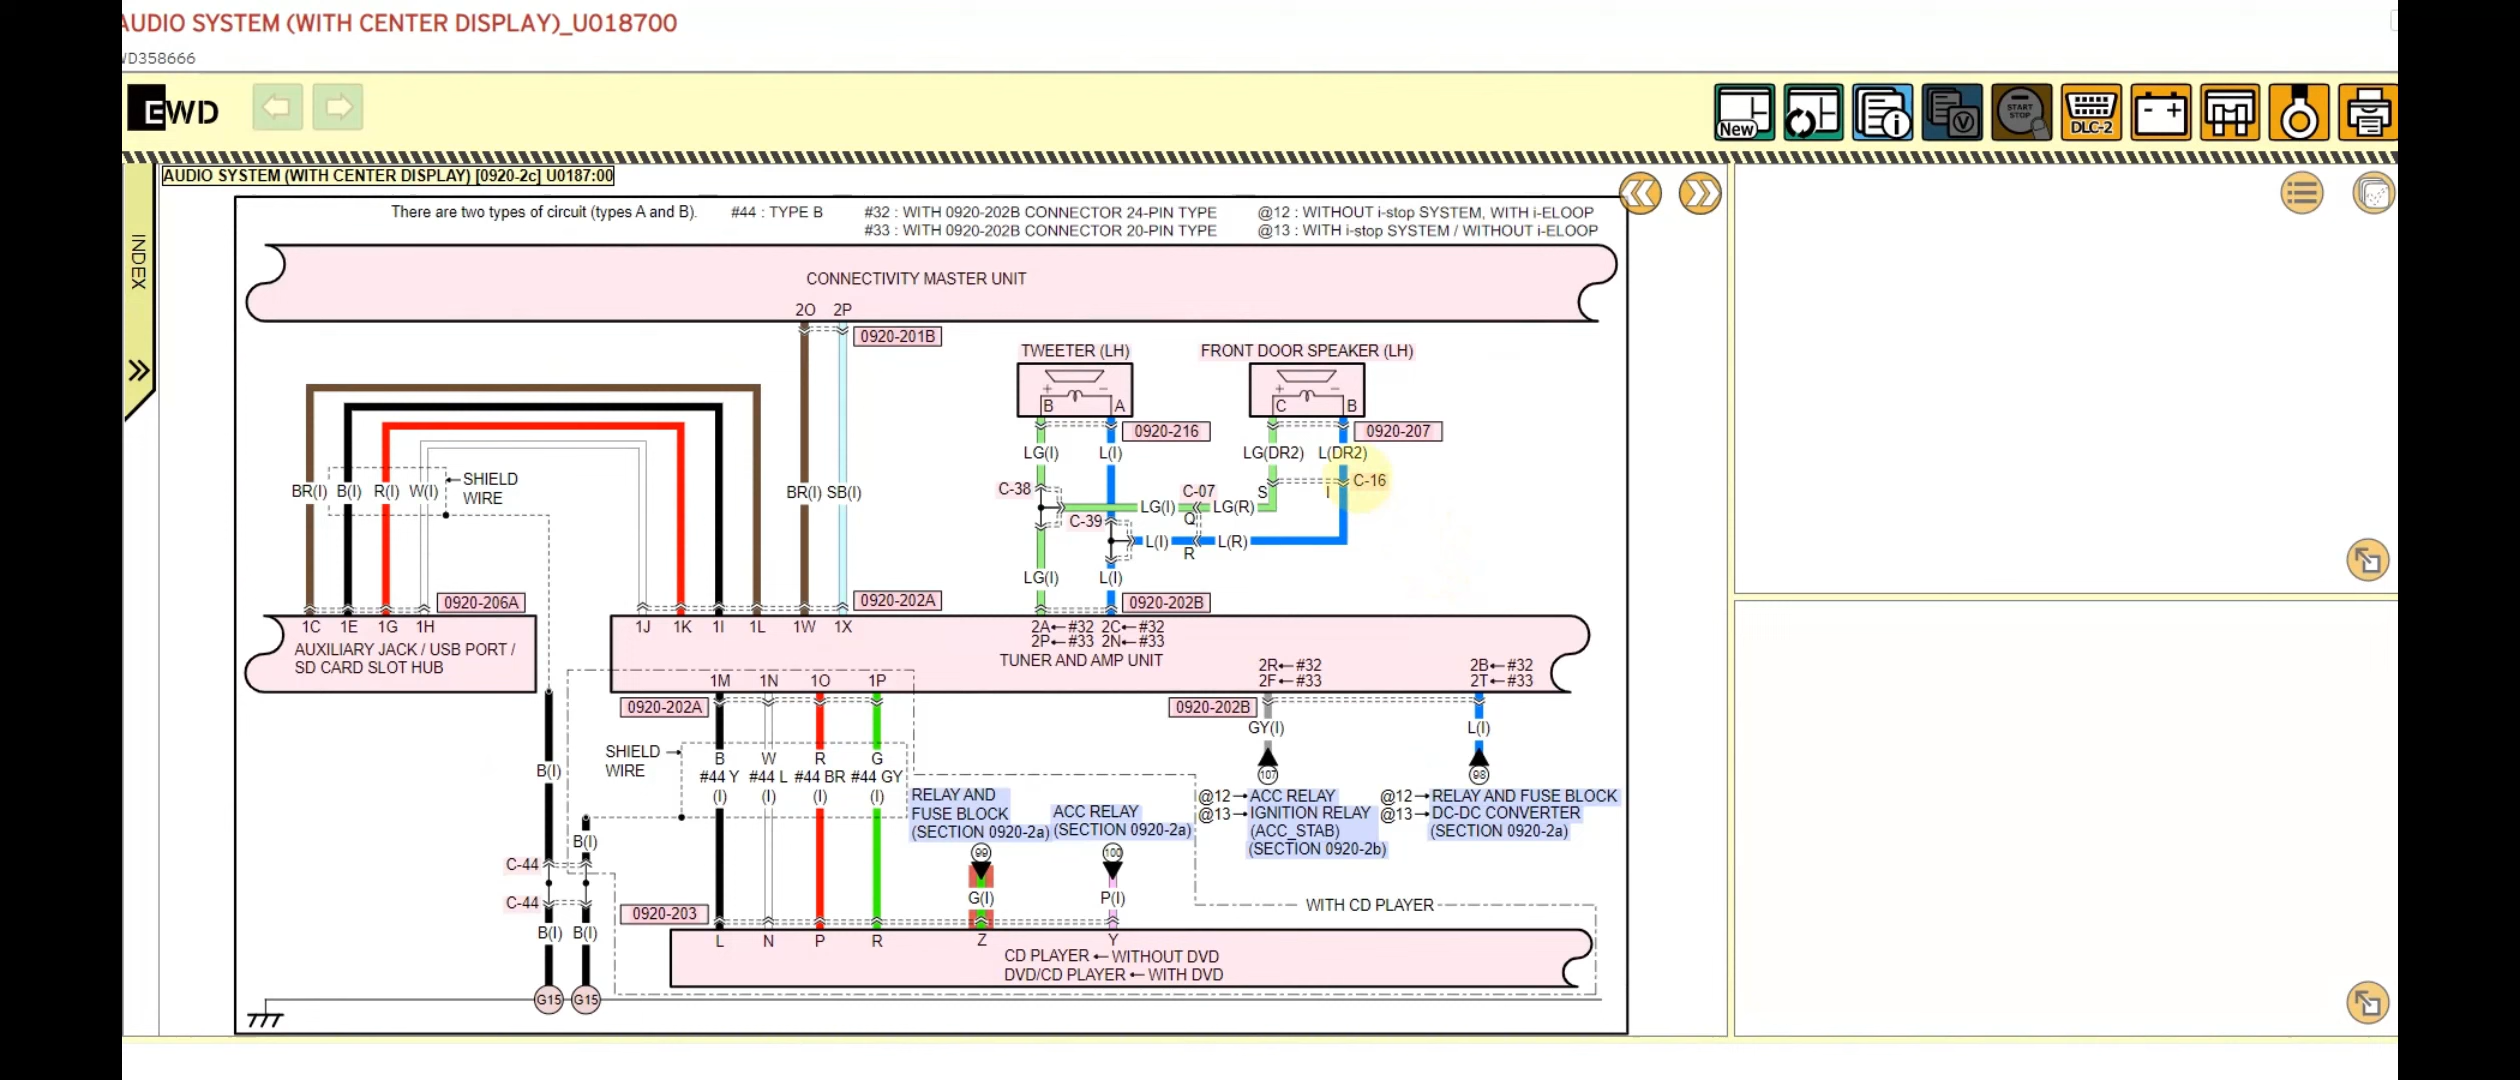 AUDIO SYSTEM (WITH CENTER DISPLAY)_U018700
WD358666
EWD
New
START STOP
DLC-2
INDEX
AUDIO SYSTEM (WITH CENTER DISPLAY) [0920-2c] U0187:00
There are two types of circuit (types A and B). #44 : TYPE B #32 : WITH 0920-202B CONNECTOR 24-PIN TYPE @12 : WITHOUT i-stop SYSTEM, WITH i-ELOOP
#33 : WITH 0920-202B CONNECTOR 20-PIN TYPE @13 : WITH i-stop SYSTEM / WITHOUT i-ELOOP
CONNECTIVITY MASTER UNIT
2O 2P
0920-201B
TWEETER (LH) FRONT DOOR SPEAKER (LH)
+ − + −
B A C B
0920-216 0920-207
LG(I) L(I) LG(DR2) L(DR2)
SHIELD
WIRE
C-38 C-07 S I C-16
BR(I) B(I) R(I) W(I) BR(I) SB(I)
LG(I) LG(R)
C-39 Q
L(I) L(R)
R
LG(I) L(I)
0920-206A 0920-202A 0920-202B
1C 1E 1G 1H 1J 1K 1I 1L 1W 1X 2A←#32 2C←#32
2P←#33 2N←#33
AUXILIARY JACK / USB PORT /
SD CARD SLOT HUB
TUNER AND AMP UNIT
2R←#32 2B←#32
2F←#33 2T←#33
1M 1N 1O 1P
0920-202A 0920-202B
GY(I) L(I)
SHIELD
WIRE
B W R G
#44 Y #44 L #44 BR #44 GY
(I) (I) (I) (I)
B(I)
107 98
RELAY AND
FUSE BLOCK
(SECTION 0920-2a)
ACC RELAY
(SECTION 0920-2a)
@12→ACC RELAY
@13→IGNITION RELAY
(ACC_STAB)
(SECTION 0920-2b)
@12→RELAY AND FUSE BLOCK
@13→DC-DC CONVERTER
(SECTION 0920-2a)
B(I)
99 100
C-44
G(I) P(I)
C-44
WITH CD PLAYER
0920-203
B(I) B(I)
L N P R Z Y
CD PLAYER ← WITHOUT DVD
DVD/CD PLAYER ← WITH DVD
G15 G15